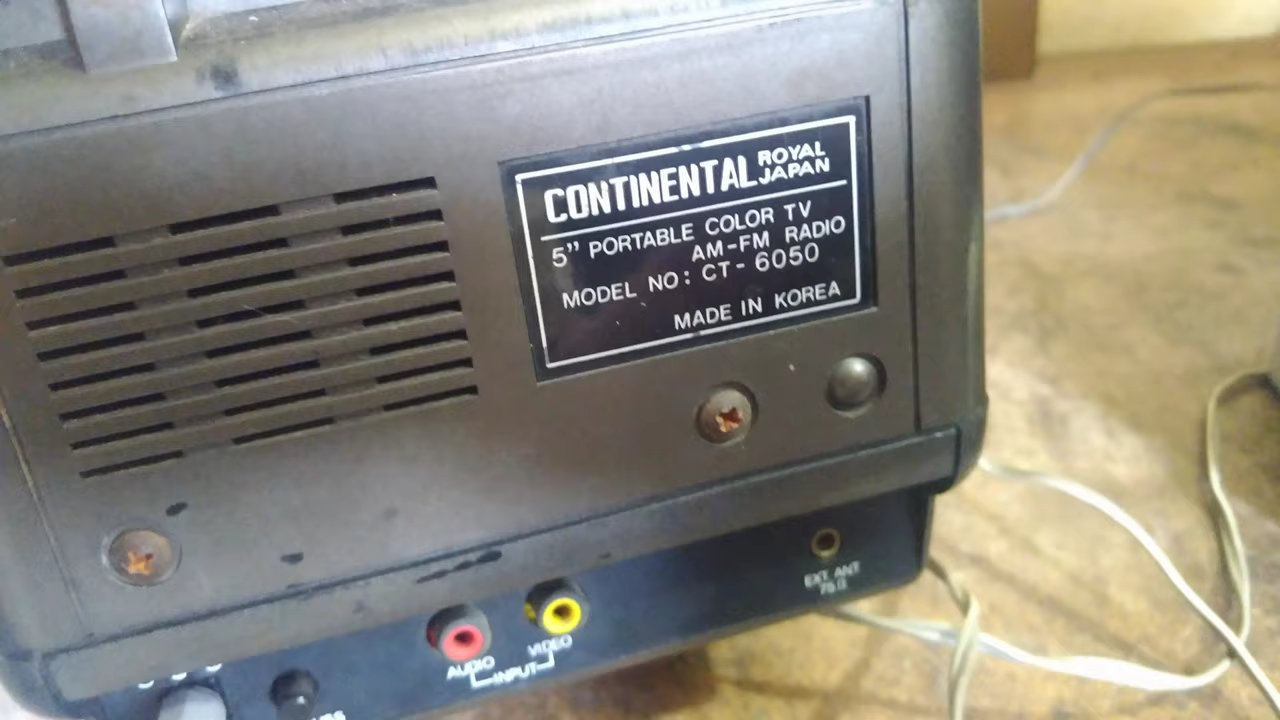 CONTINENTAL ROYAL JAPAN
5" PORTABLE COLOR TV
AM-FM RADIO
MODEL NO: CT-6050
MADE IN KOREA
EXT. ANT.
75Ω
AUDIO VIDEO
INPUT